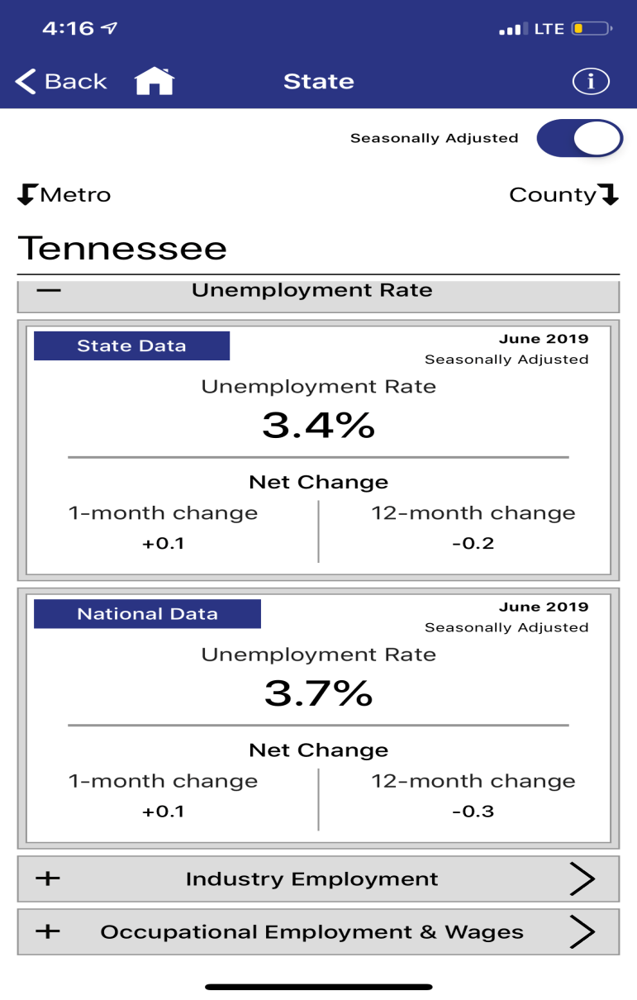 4:16 LTE
Back State i
Seasonally Adjusted
Metro County
Tennessee
Unemployment Rate
State Data June 2019
Seasonally Adjusted
Unemployment Rate
3.4%
Net Change
1-month change 12-month change
+0.1 -0.2
National Data June 2019
Seasonally Adjusted
Unemployment Rate
3.7%
Net Change
1-month change 12-month change
+0.1 -0.3
+ Industry Employment
+ Occupational Employment & Wages